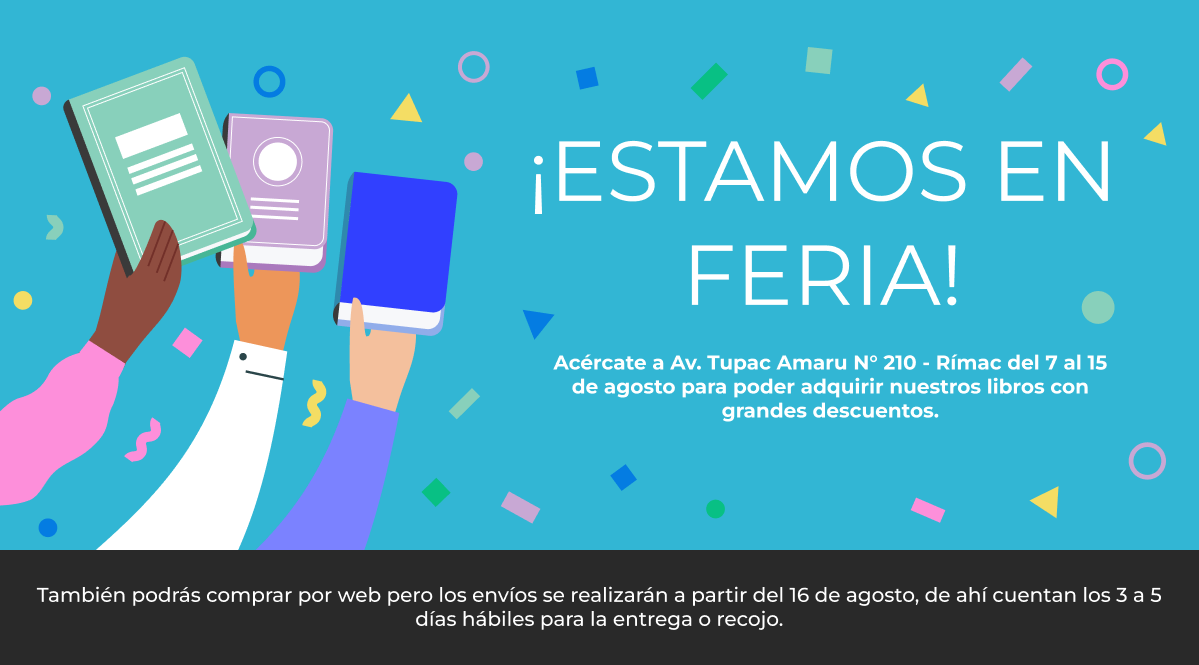 ¡ESTAMOS EN
FERIA!
Acércate a Av. Tupac Amaru N° 210 - Rímac del 7 al 15
de agosto para poder adquirir nuestros libros con
grandes descuentos.
También podrás comprar por web pero los envíos se realizarán a partir del 16 de agosto, de ahí cuentan los 3 a 5
días hábiles para la entrega o recojo.